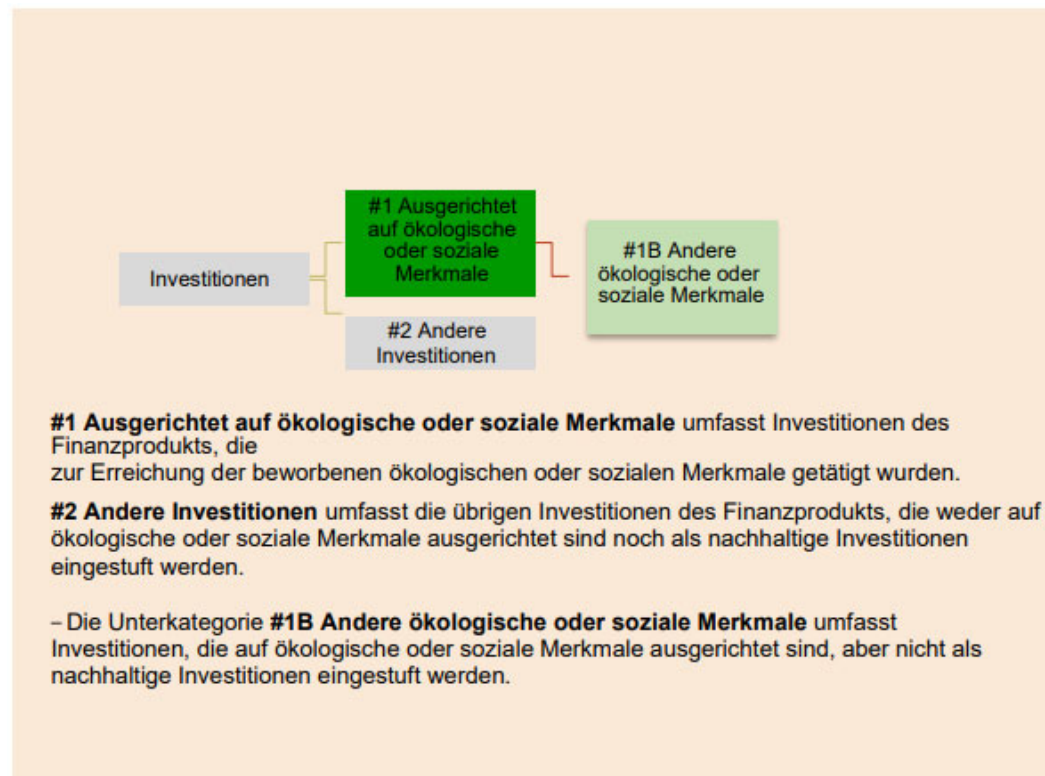 #1 Ausgerichtet
auf ökologische
oder soziale
Merkmale
#1B Andere
ökologische oder
soziale Merkmale
Investitionen
#2 Andere
Investitionen
#1 Ausgerichtet auf ökologische oder soziale Merkmale umfasst Investitionen des
Finanzprodukts, die
zur Erreichung der beworbenen ökologischen oder sozialen Merkmale getätigt wurden.
#2 Andere Investitionen umfasst die übrigen Investitionen des Finanzprodukts, die weder auf
ökologische oder soziale Merkmale ausgerichtet sind noch als nachhaltige Investitionen
eingestuft werden.
– Die Unterkategorie #1B Andere ökologische oder soziale Merkmale umfasst
Investitionen, die auf ökologische oder soziale Merkmale ausgerichtet sind, aber nicht als
nachhaltige Investitionen eingestuft werden.